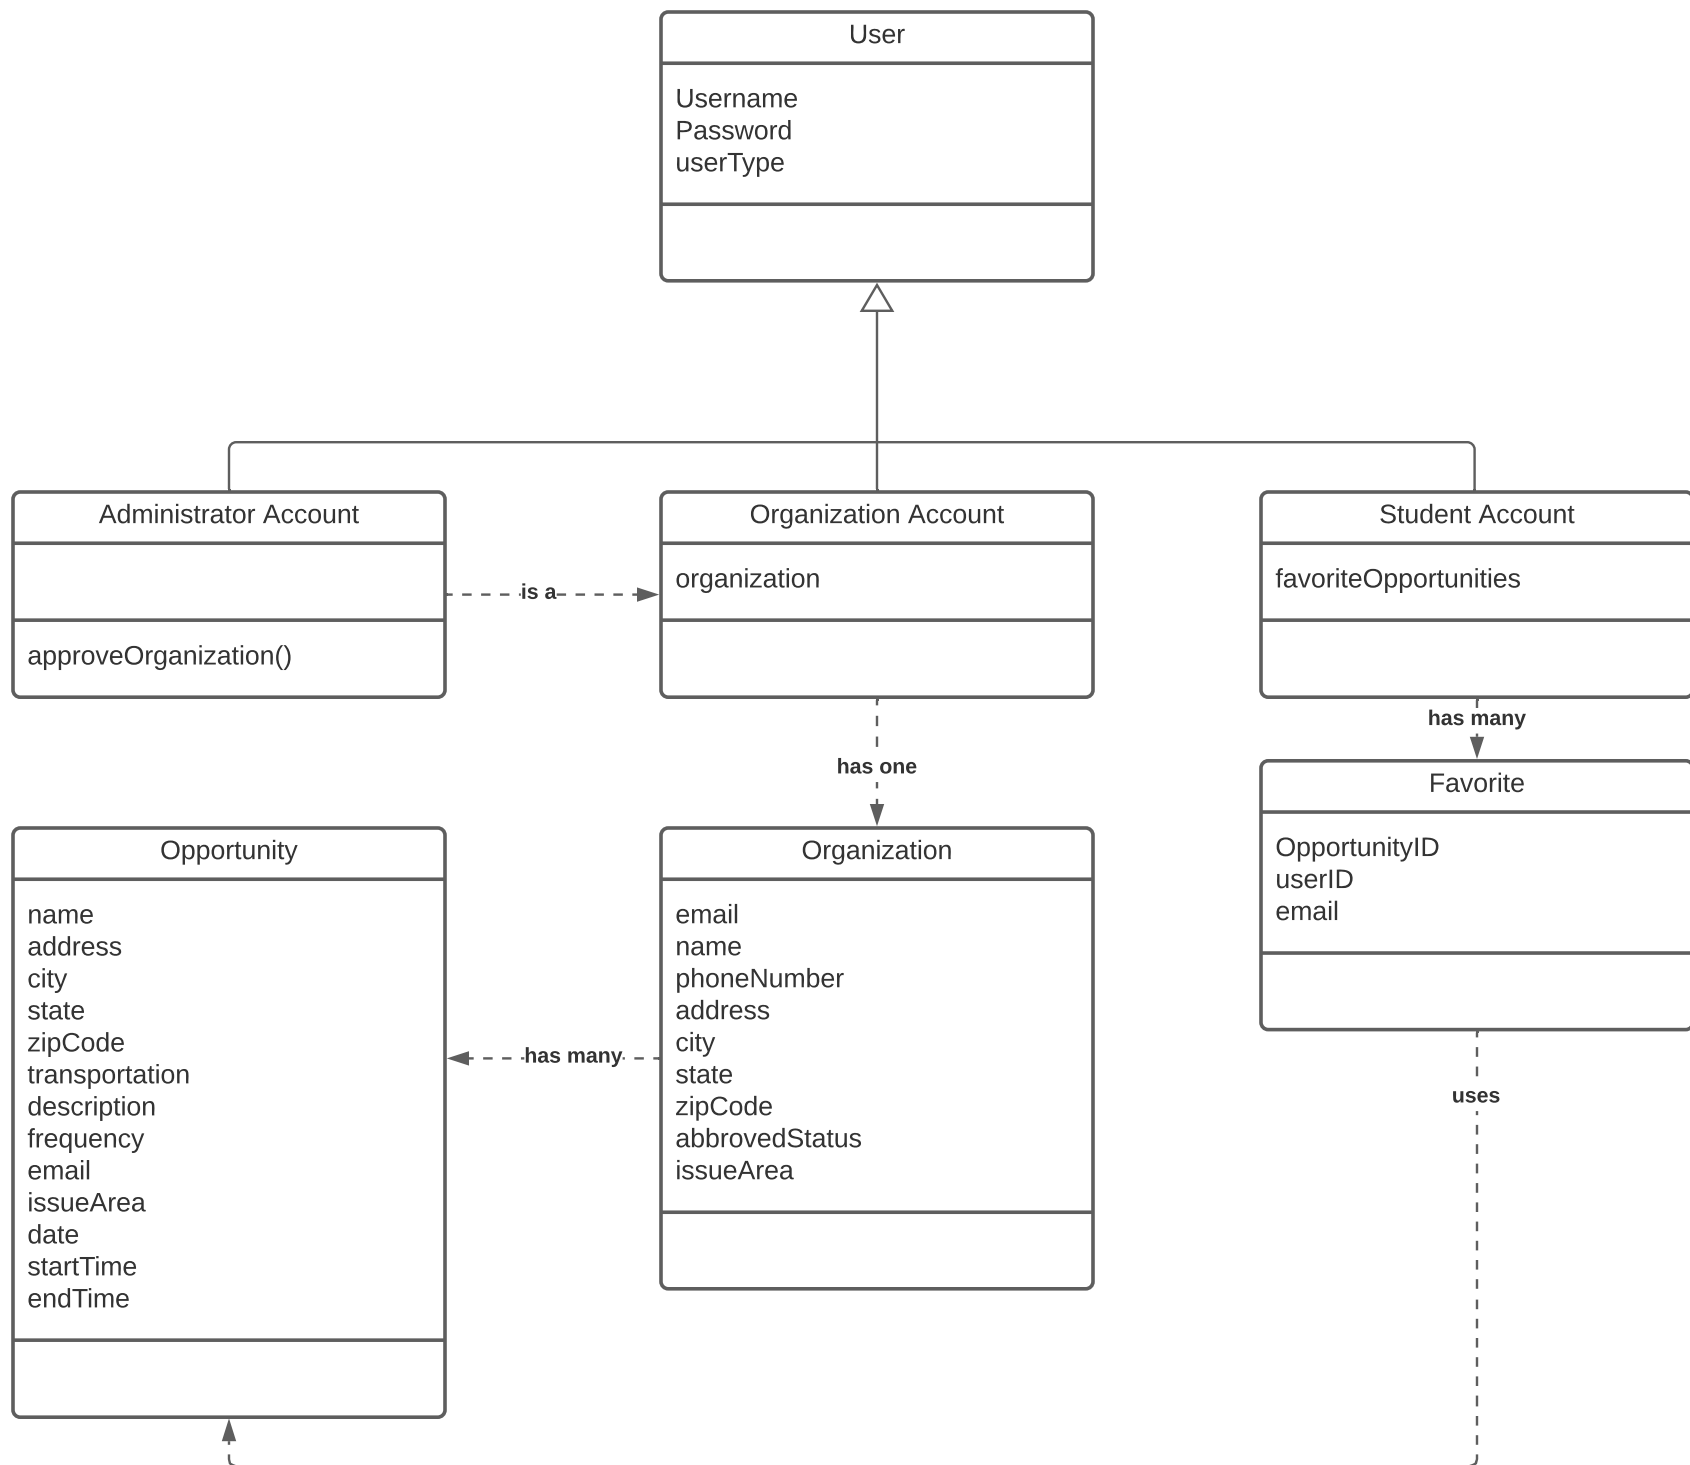 User
Username
Password
userType
Administrator Account
approveOrganization()
is a
Organization Account
organization
Student Account
favoriteOpportunities
has many
has one
Favorite
OpportunityID
userID
email
Opportunity
name
address
city
state
zipCode
transportation
description
frequency
email
issueArea
date
startTime
endTime
has many
Organization
email
name
phoneNumber
address
city
state
zipCode
abbrovedStatus
issueArea
uses